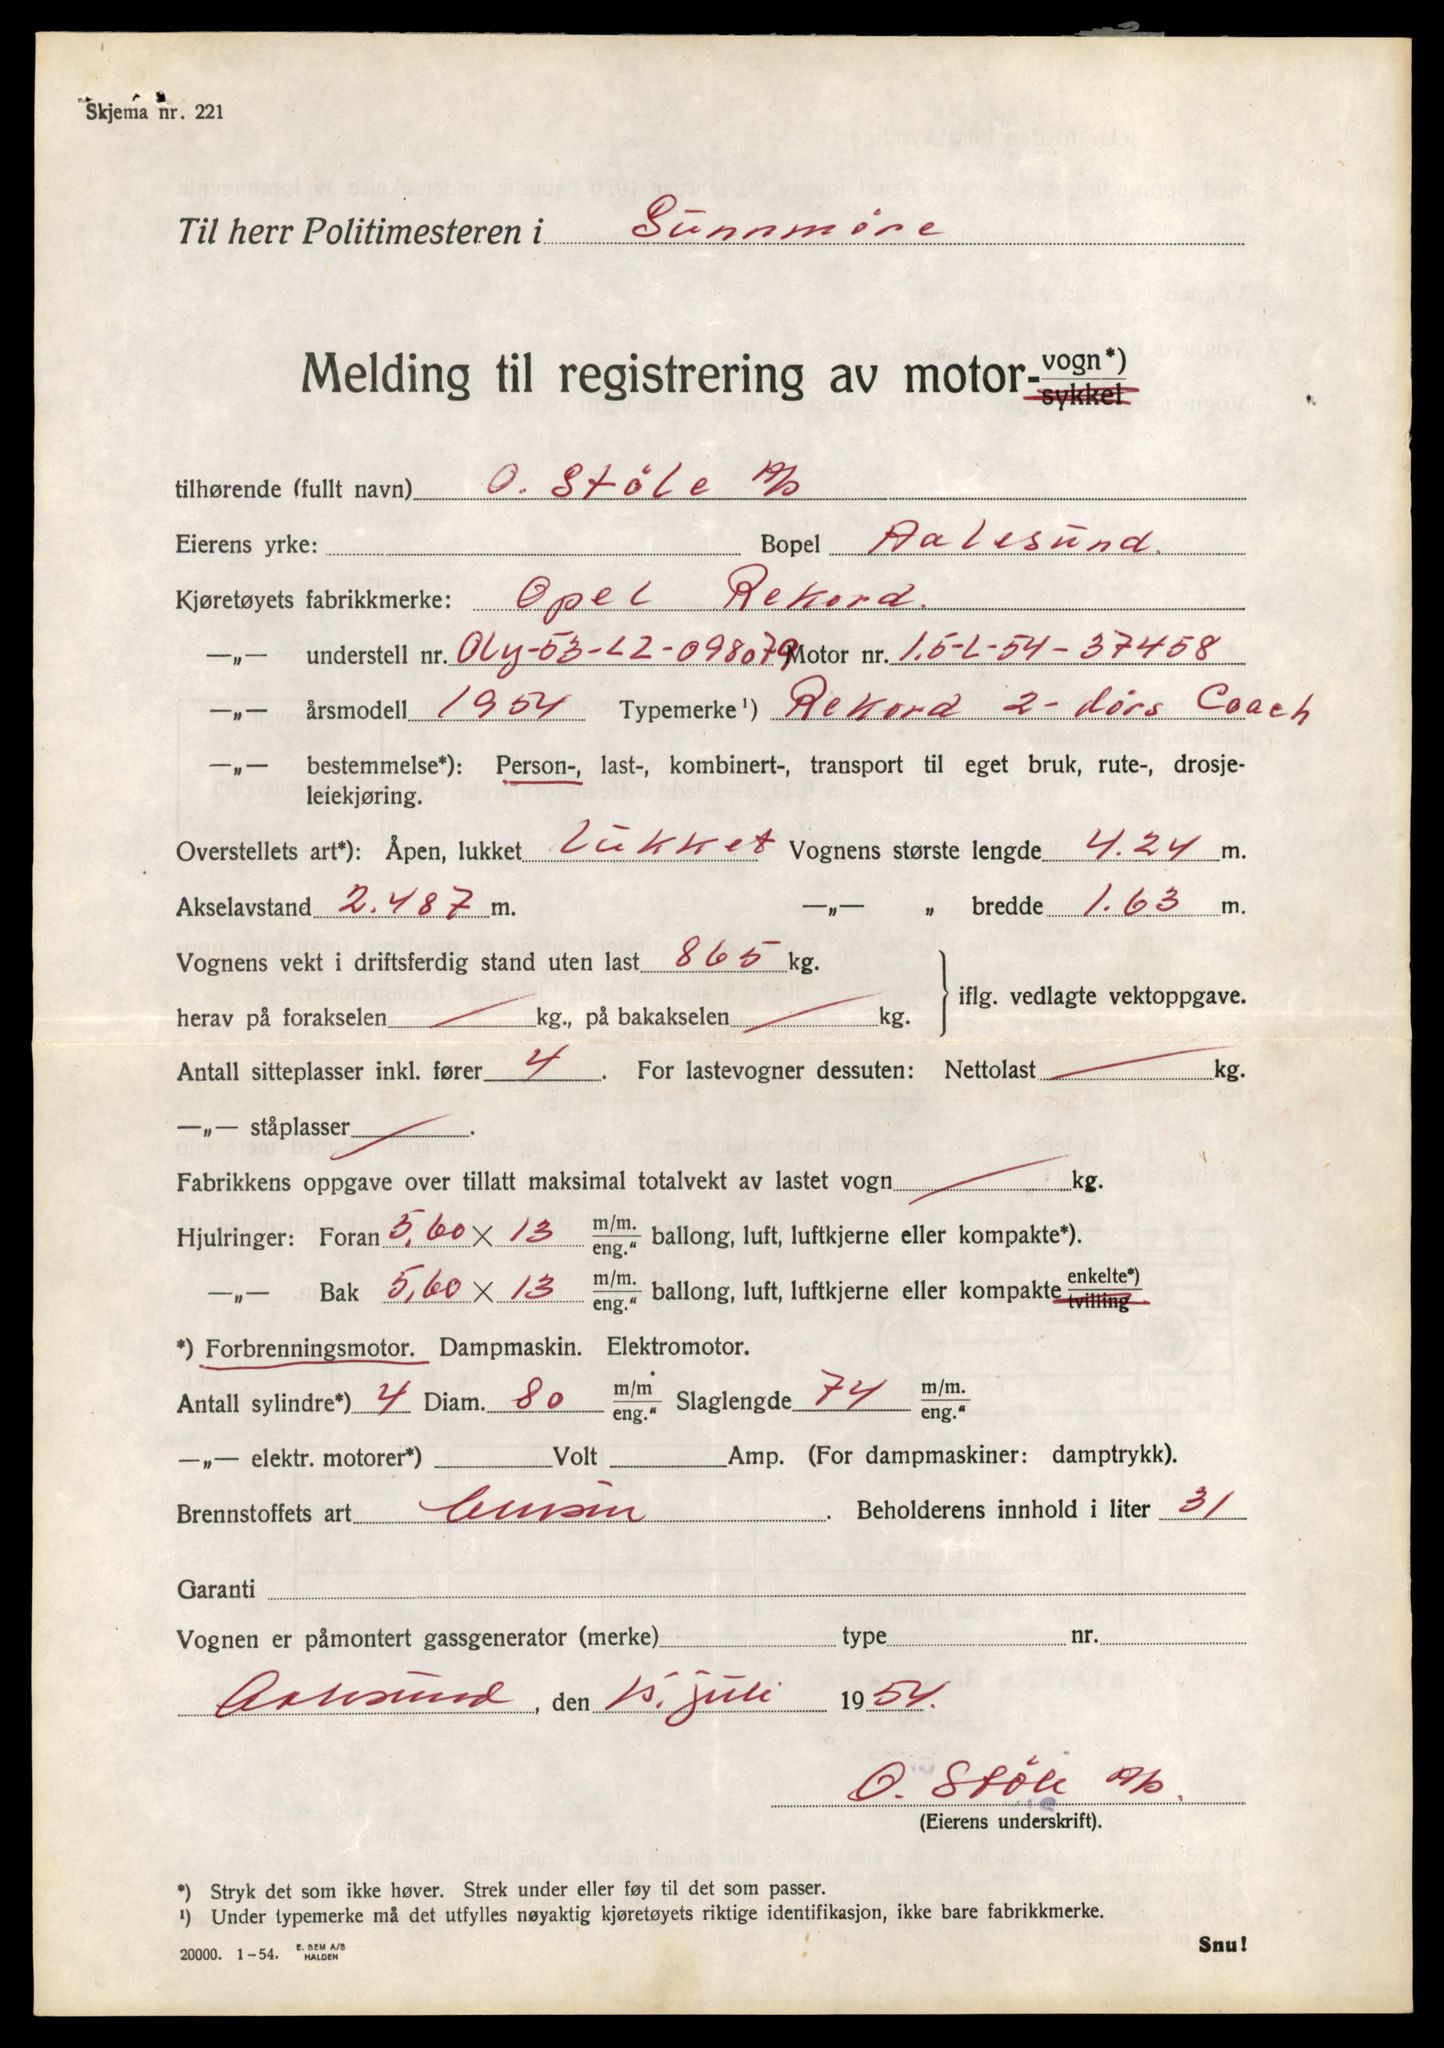 Skjema nr. 221
Til herr Politimesteren i Sunnmøre
Melding til registrering av motor-vogn*)
sykkel
tilhørende (fullt navn) O. Støle A/S
Eierens yrke: Bopel Aalesund.
Kjøretøyets fabrikkmerke: Opel Rekord.
—„— understell nr. Oly-53-L2-098079 Motor nr. 1.5-L-54-37458
—„— årsmodell 1954 Typemerke¹) Rekord 2-dørs Coach
—„— bestemmelse*): Person-, last-, kombinert-, transport til eget bruk, rute-, drosje-
leiekjøring.
Overstellets art*): Åpen, lukket Lukket Vognens største lengde 4.24 m.
Akselavstand 2.487 m. —„— „ bredde 1.63 m.
Vognens vekt i driftsferdig stand uten last 865 kg.
herav på forakselen / kg., på bakakselen / kg. } iflg. vedlagte vektoppgave.
Antall sitteplasser inkl. fører 4. For lastevogner dessuten: Nettolast / kg.
—„— ståplasser /.
Fabrikkens oppgave over tillatt maksimal totalvekt av lastet vogn / kg.
Hjulringer: Foran 5,60 × 13 m/m. eng.“ ballong, luft, luftkjerne eller kompakte*).
—„— Bak 5,60 × 13 m/m. eng.“ ballong, luft, luftkjerne eller kompakte enkelte*) tvilling
*) Forbrenningsmotor. Dampmaskin. Elektromotor.
Antall sylindre*) 4 Diam. 80 m/m eng.“ Slaglengde 74 m/m. eng.“
—„— elektr. motorer*) Volt Amp. (For dampmaskiner: damptrykk).
Brennstoffets art Bensin. Beholderens innhold i liter 31
Garanti
Vognen er påmontert gassgenerator (merke) type nr.
Aalesund, den 15. juli 1954.
O. Støle A/S.
(Eierens underskrift).
*) Stryk det som ikke høver. Strek under eller føy til det som passer.
¹) Under typemerke må det utfylles nøyaktig kjøretøyets riktige identifikasjon, ikke bare fabrikkmerke.
20000. 1–54. E. SEM A/S HALDEN
Snu!